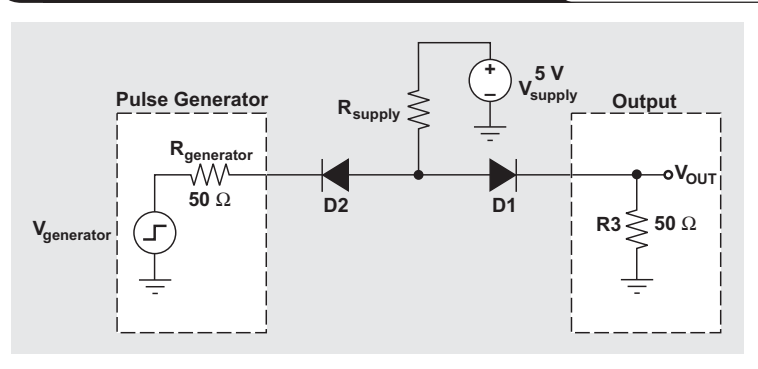 Pulse Generator
Rgenerator
50 Ω
Vgenerator
D2
Rsupply
5 V
Vsupply
+
–
D1
Output
VOUT
R3
50 Ω